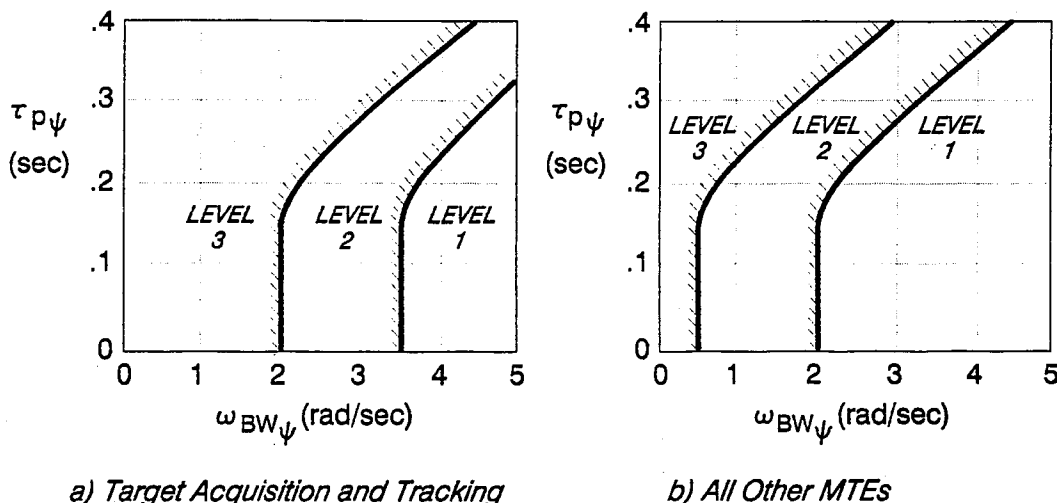 .4
.3
.2
.1
0
τpψ
(sec)
LEVEL
3
LEVEL
2
LEVEL
1
0 1 2 3 4 5
ωBWψ (rad/sec)
a) Target Acquisition and Tracking
.4
.3
.2
.1
0
τpψ
(sec)
LEVEL
3
LEVEL
2
LEVEL
1
0 1 2 3 4 5
ωBWψ (rad/sec)
b) All Other MTEs